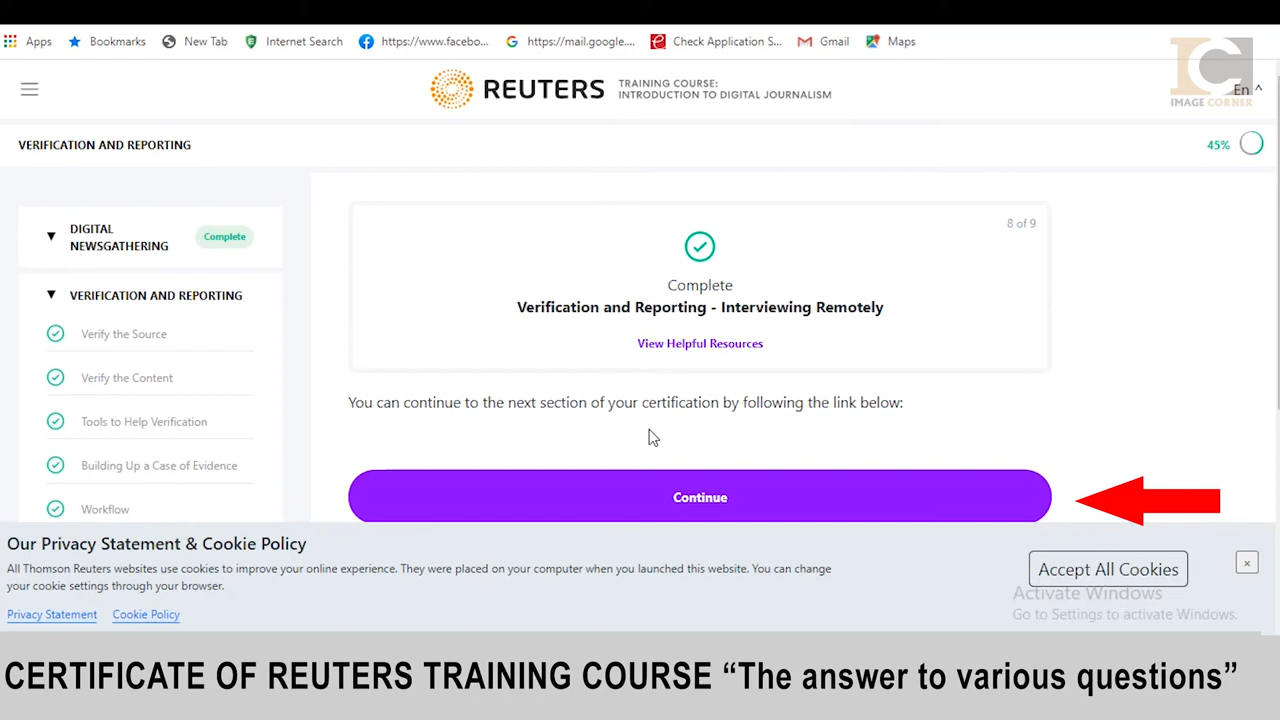 Apps Bookmarks New Tab Internet Search https://www.facebo... https://mail.google.... Check Application S... Gmail Maps
IC
IMAGE CORNER
REUTERS
TRAINING COURSE:
INTRODUCTION TO DIGITAL JOURNALISM
En
VERIFICATION AND REPORTING
45%
DIGITAL
NEWSGATHERING
Complete
VERIFICATION AND REPORTING
Verify the Source
Verify the Content
Tools to Help Verification
Building Up a Case of Evidence
Workflow
8 of 9
Complete
Verification and Reporting - Interviewing Remotely
View Helpful Resources
You can continue to the next section of your certification by following the link below:
Continue
Our Privacy Statement & Cookie Policy
All Thomson Reuters websites use cookies to improve your online experience. They were placed on your computer when you launched this website. You can change
your cookie settings through your browser.
Privacy Statement Cookie Policy
Accept All Cookies
×
Activate Windows
Go to Settings to activate Windows.
CERTIFICATE OF REUTERS TRAINING COURSE “The answer to various questions”